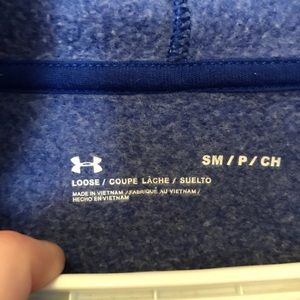 SM / P / CH
LOOSE / COUPE LÂCHE / SUELTO
MADE IN VIETNAM / FABRIQUÉ AU VIETNAM /
HECHO EN VIETNAM